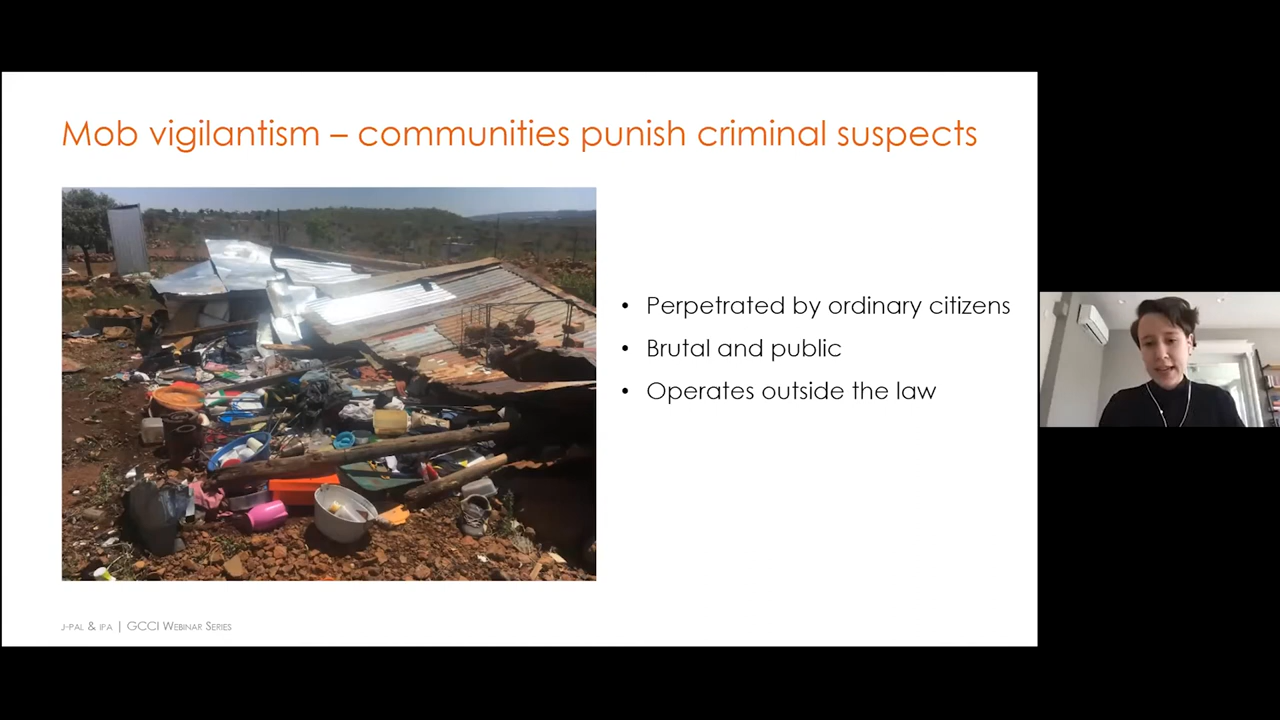 Mob vigilantism – communities punish criminal suspects
• Perpetrated by ordinary citizens
• Brutal and public
• Operates outside the law
J-PAL & IPA | GCCI WEBINAR SERIES